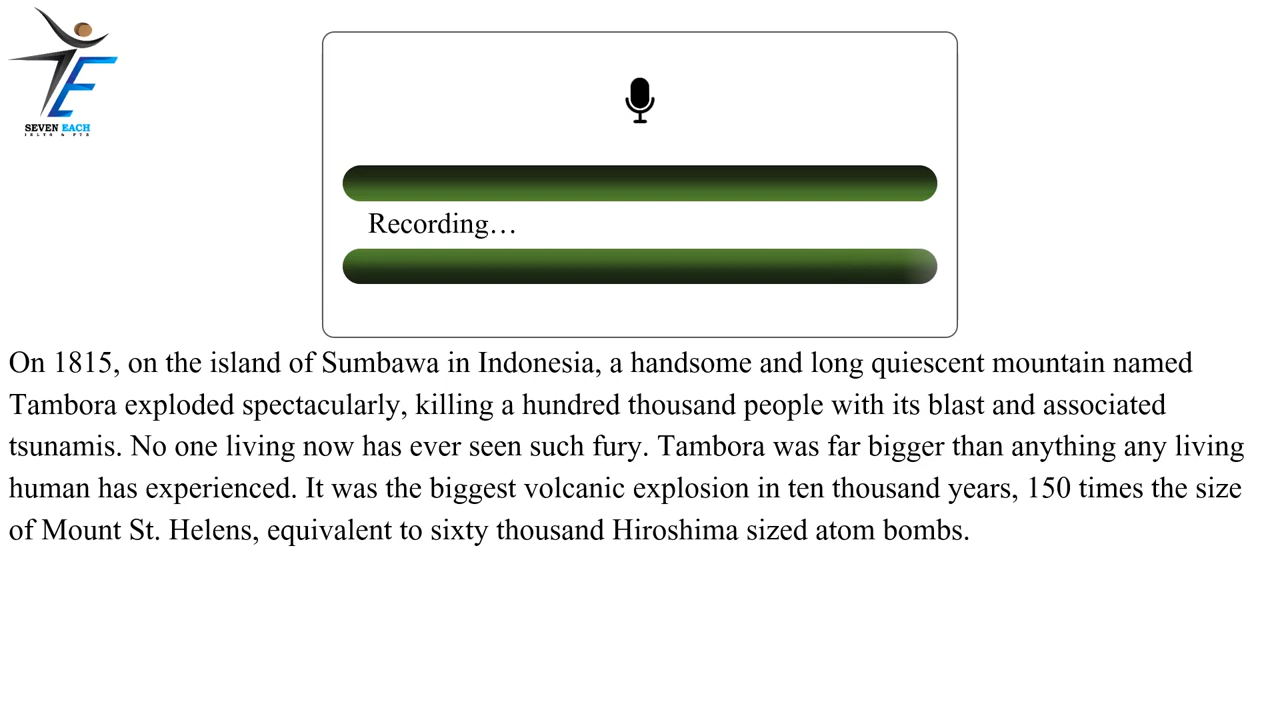 SEVEN EACH
IELTS & PTE
Recording…
On 1815, on the island of Sumbawa in Indonesia, a handsome and long quiescent mountain named
Tambora exploded spectacularly, killing a hundred thousand people with its blast and associated
tsunamis. No one living now has ever seen such fury. Tambora was far bigger than anything any living
human has experienced. It was the biggest volcanic explosion in ten thousand years, 150 times the size
of Mount St. Helens, equivalent to sixty thousand Hiroshima sized atom bombs.